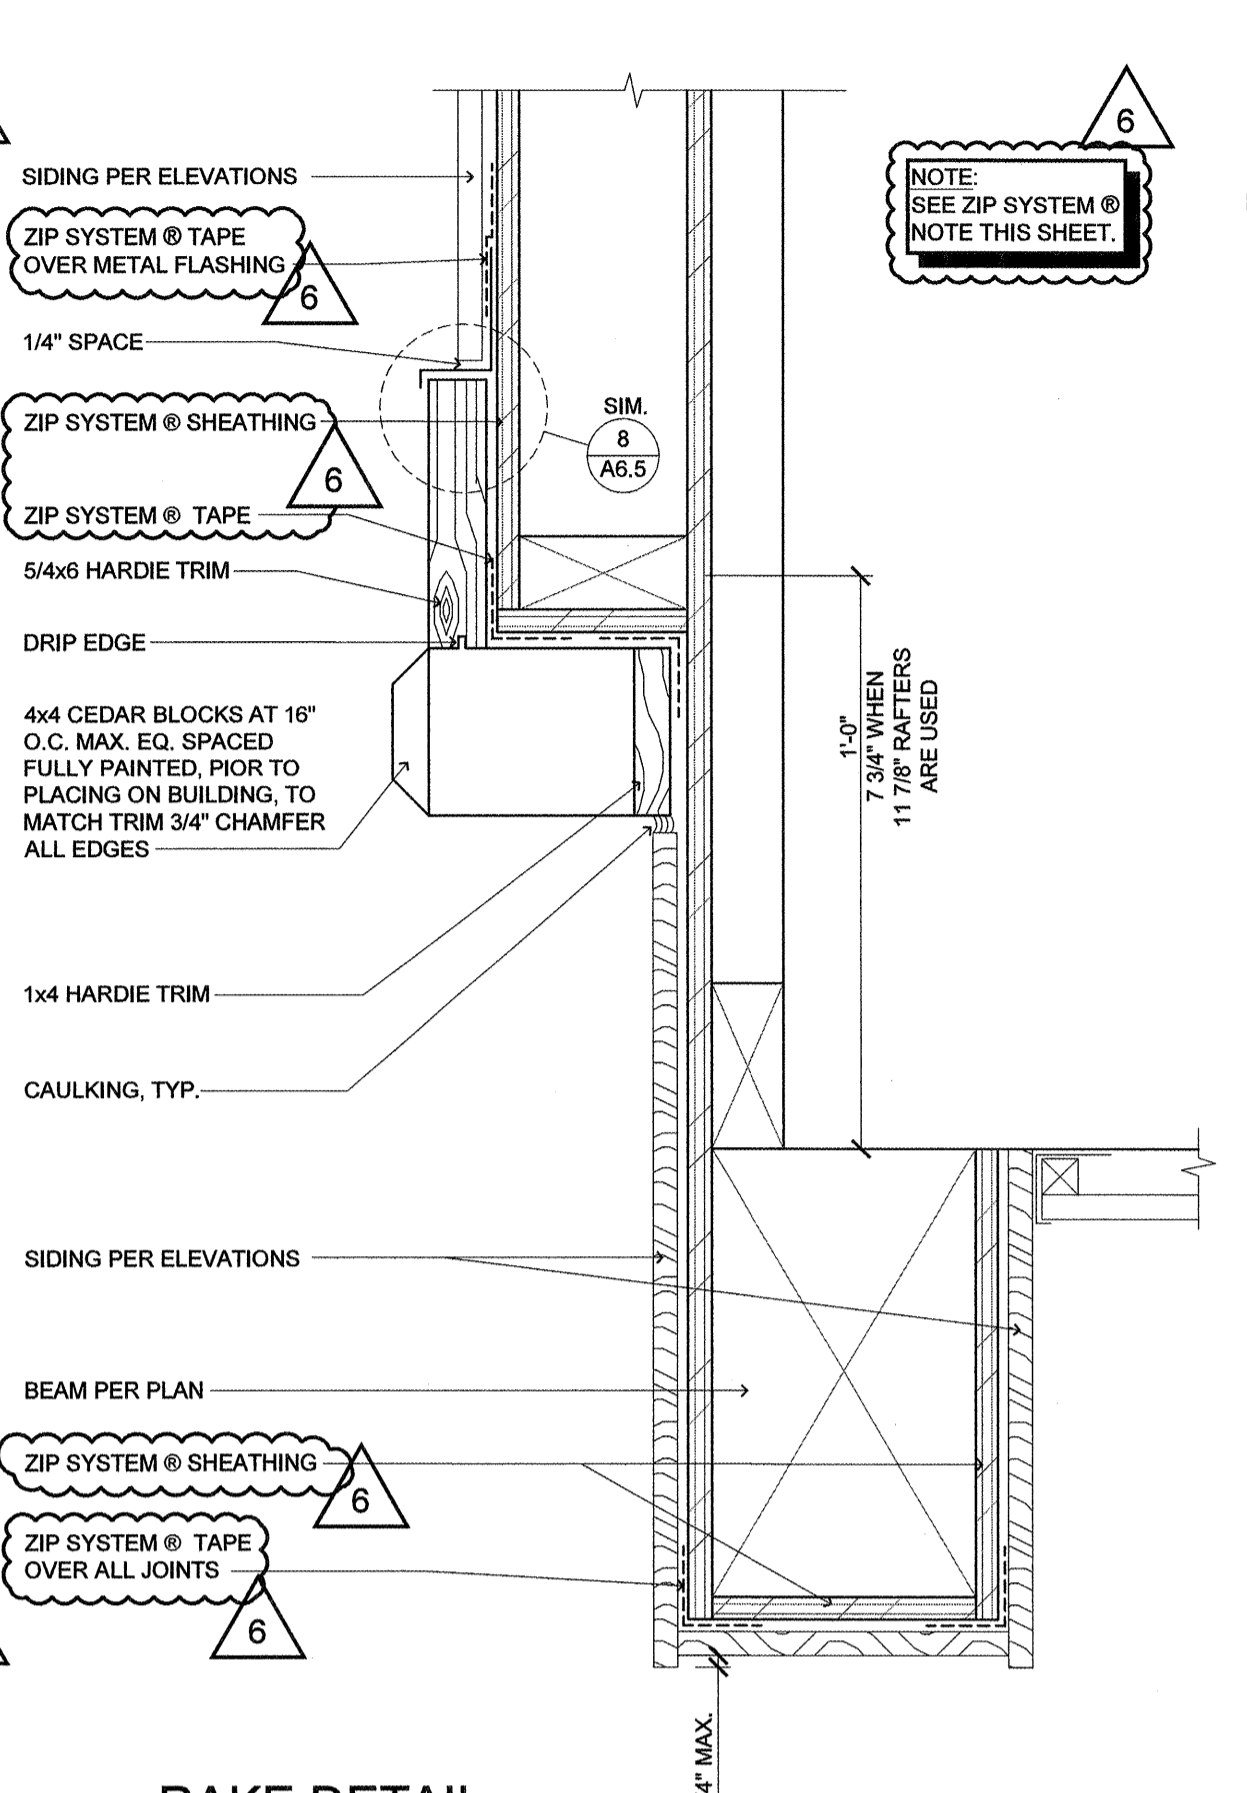 SIDING PER ELEVATIONS
ZIP SYSTEM ® TAPE
OVER METAL FLASHING
6
1/4" SPACE
ZIP SYSTEM ® SHEATHING
6
ZIP SYSTEM ® TAPE
5/4x6 HARDIE TRIM
DRIP EDGE
4x4 CEDAR BLOCKS AT 16"
O.C. MAX. EQ. SPACED
FULLY PAINTED, PIOR TO
PLACING ON BUILDING, TO
MATCH TRIM 3/4" CHAMFER
ALL EDGES
1x4 HARDIE TRIM
CAULKING, TYP.
SIDING PER ELEVATIONS
BEAM PER PLAN
ZIP SYSTEM ® SHEATHING
6
ZIP SYSTEM ® TAPE
OVER ALL JOINTS
6
SIM.
8
A6.5
6
NOTE:
SEE ZIP SYSTEM ®
NOTE THIS SHEET.
1'-0"
7 3/4" WHEN
11 7/8" RAFTERS
ARE USED
4" MAX.
RAKE DETAIL